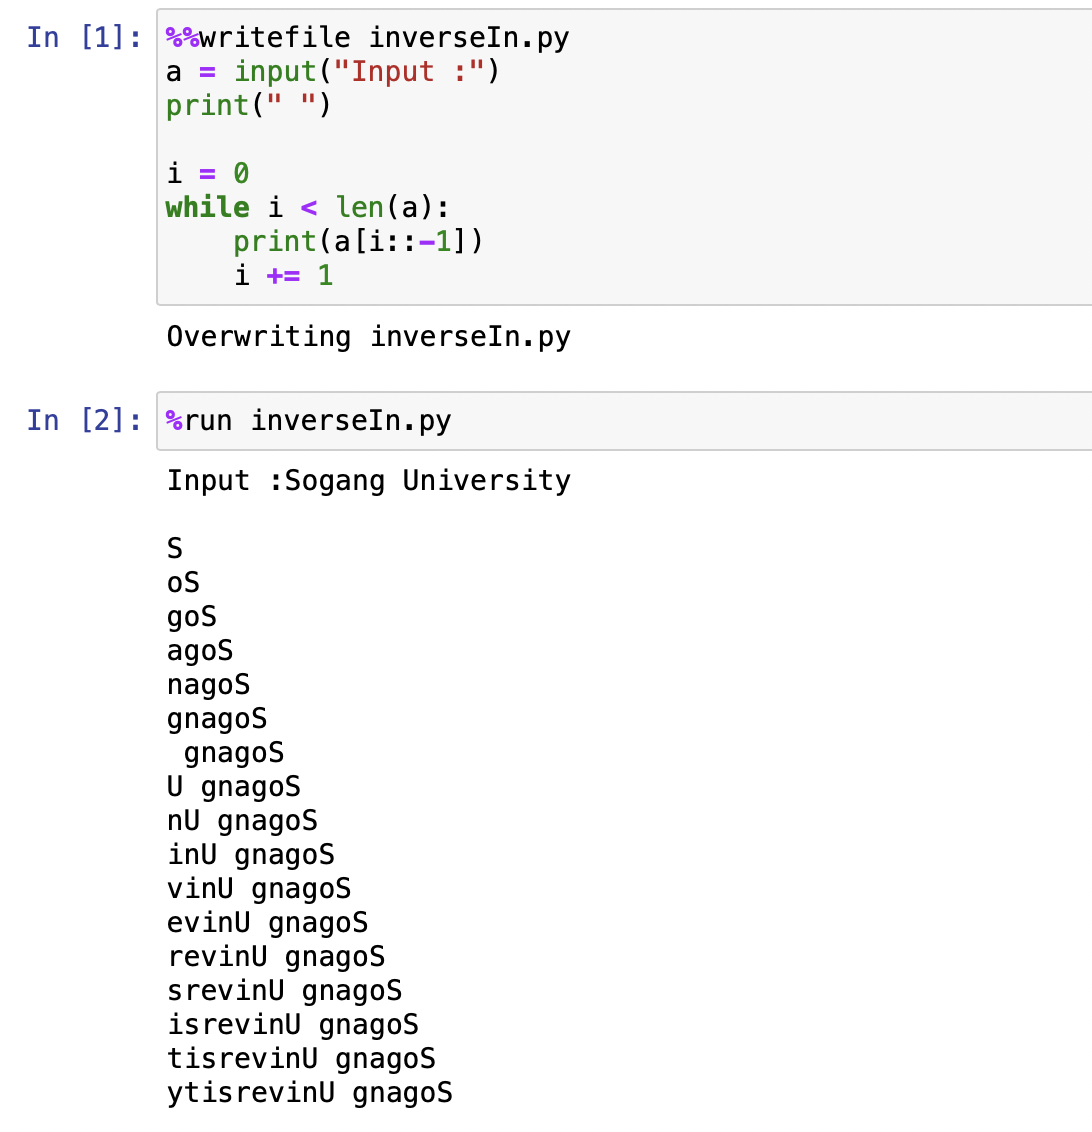 In [1]: %%writefile inverseIn.py
a = input("Input :")
print(" ")

i = 0
while i < len(a):
    print(a[i::-1])
    i += 1
Overwriting inverseIn.py
In [2]: %run inverseIn.py
Input :Sogang University

S
oS
goS
agoS
nagoS
gnagoS
 gnagoS
U gnagoS
nU gnagoS
inU gnagoS
vinU gnagoS
evinU gnagoS
revinU gnagoS
srevinU gnagoS
isrevinU gnagoS
tisrevinU gnagoS
ytisrevinU gnagoS